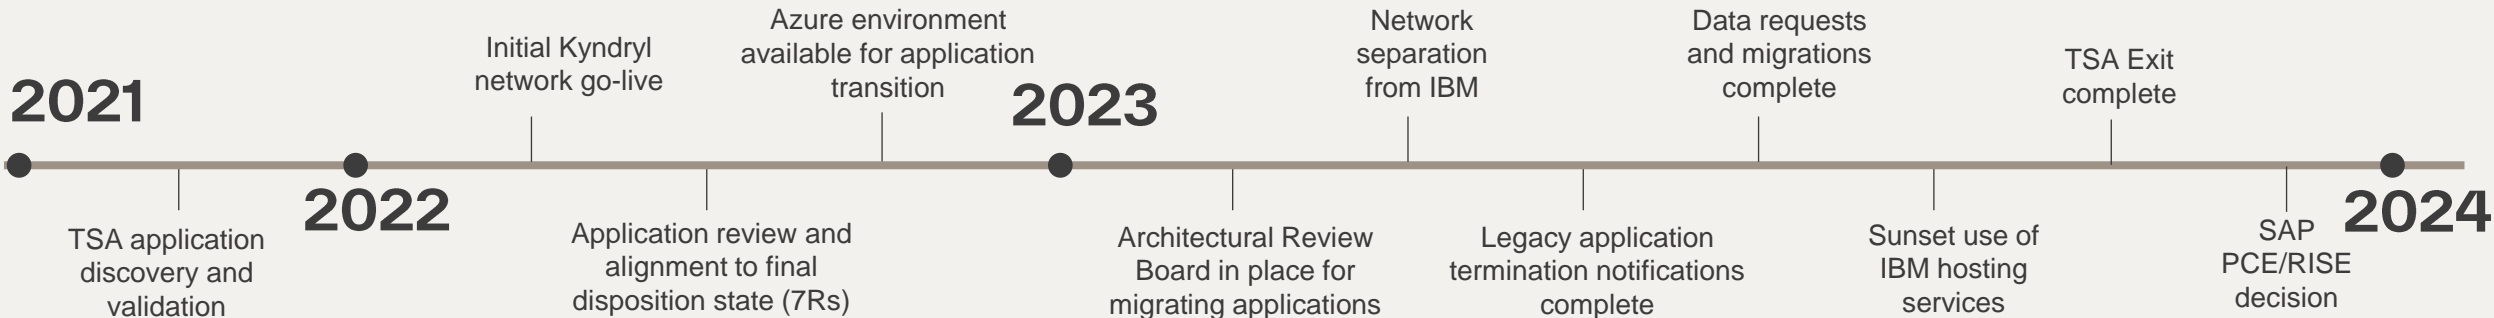 2021
TSA application
discovery and
validation
2022
Initial Kyndryl
network go-live
Application review and
alignment to final
disposition state (7Rs)
Azure environment
available for application
transition
2023
Architectural Review
Board in place for
migrating applications
Network
separation
from IBM
Legacy application
termination notifications
complete
Data requests
and migrations
complete
Sunset use of
IBM hosting
services
TSA Exit
complete
SAP
PCE/RISE
decision
2024